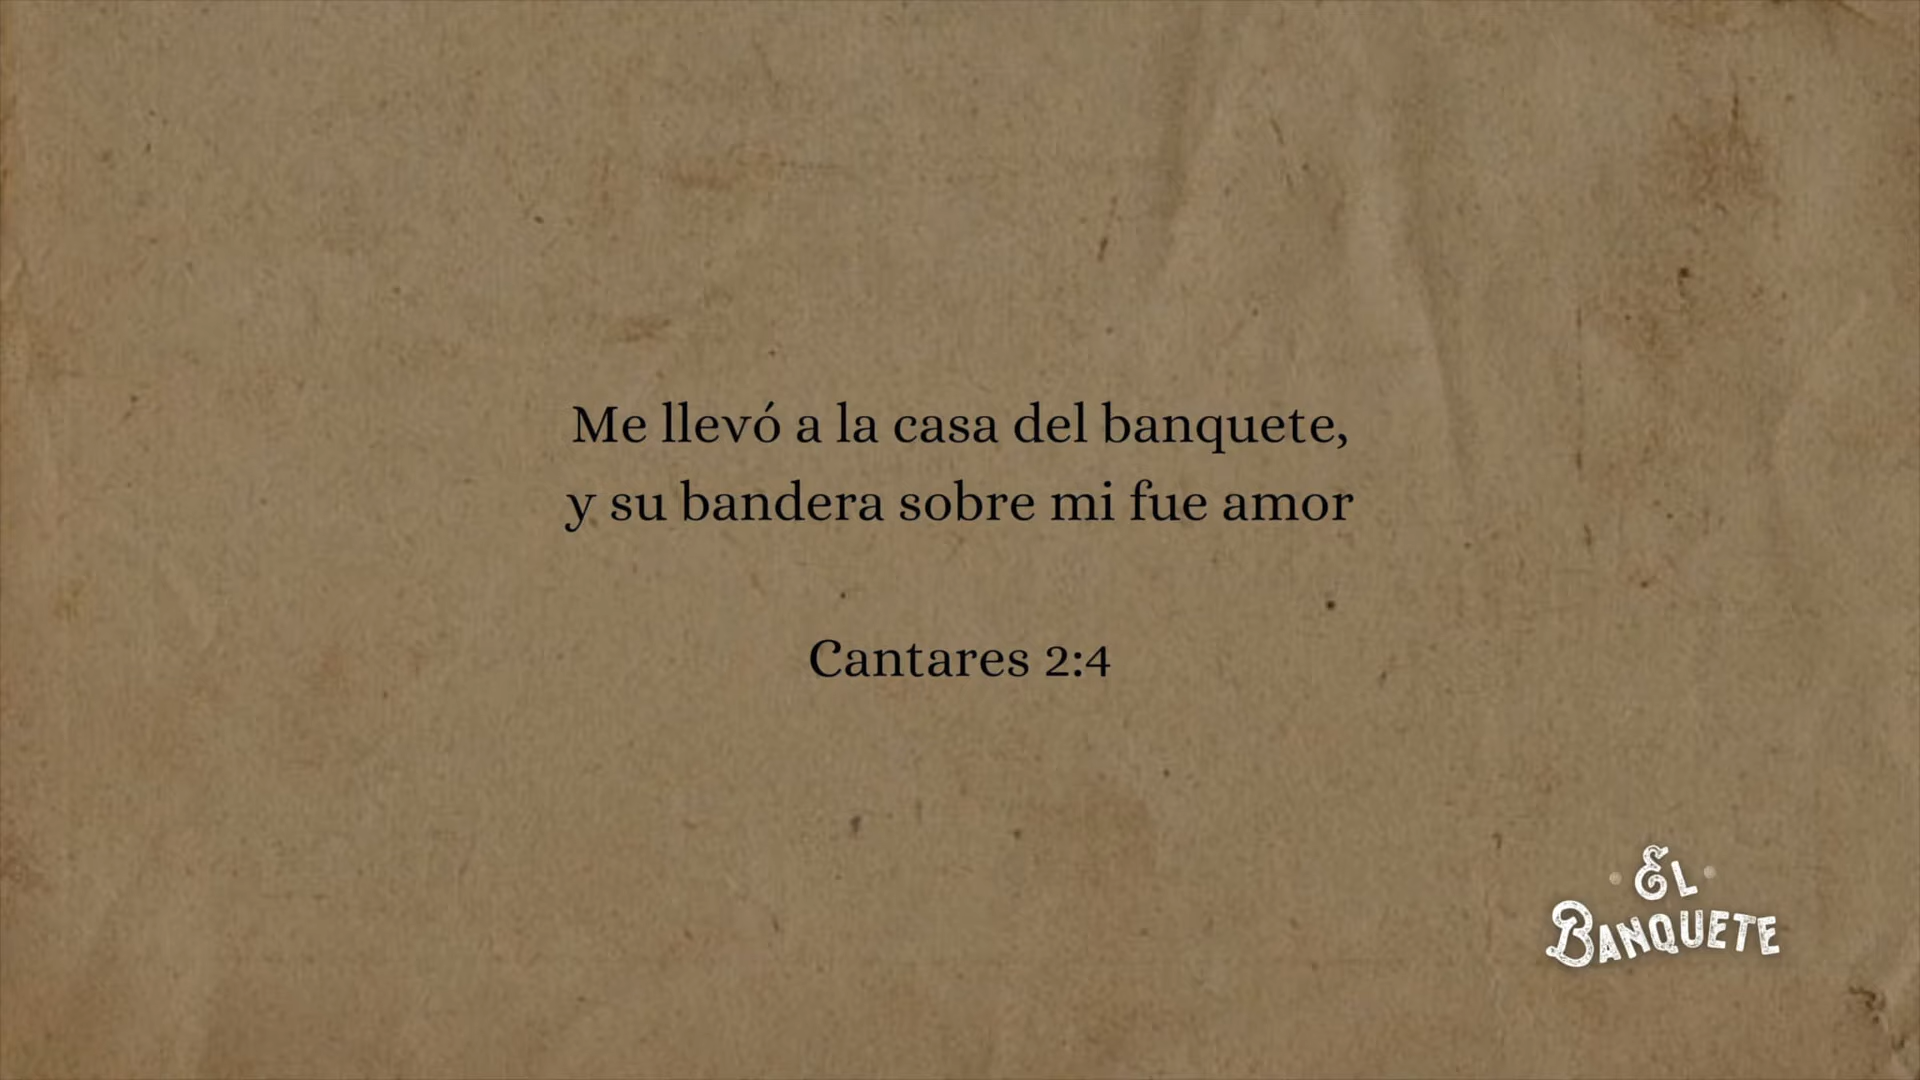 Me llevó a la casa del banquete,
y su bandera sobre mi fue amor
Cantares 2:4
EL
BANQUETE